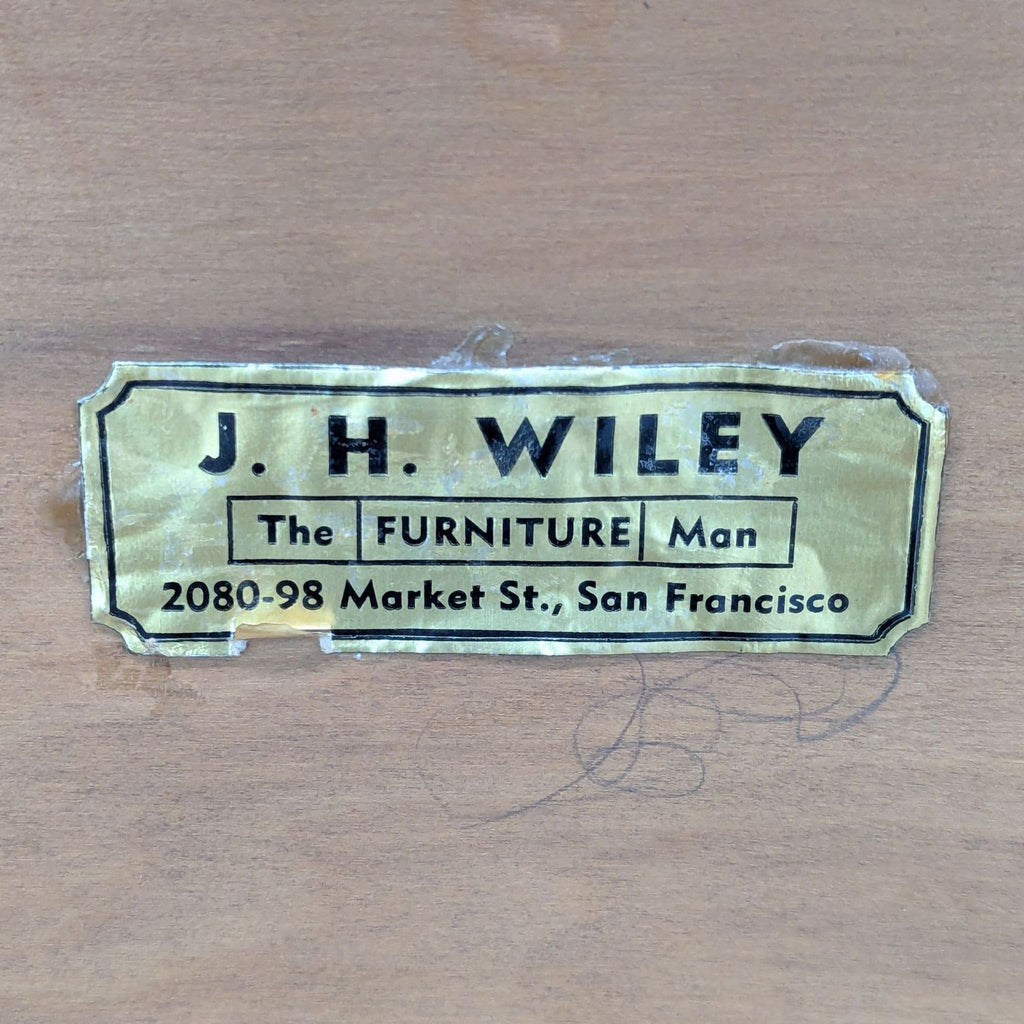 J. H. WILEY
The FURNITURE Man
2080-98 Market St., San Francisco